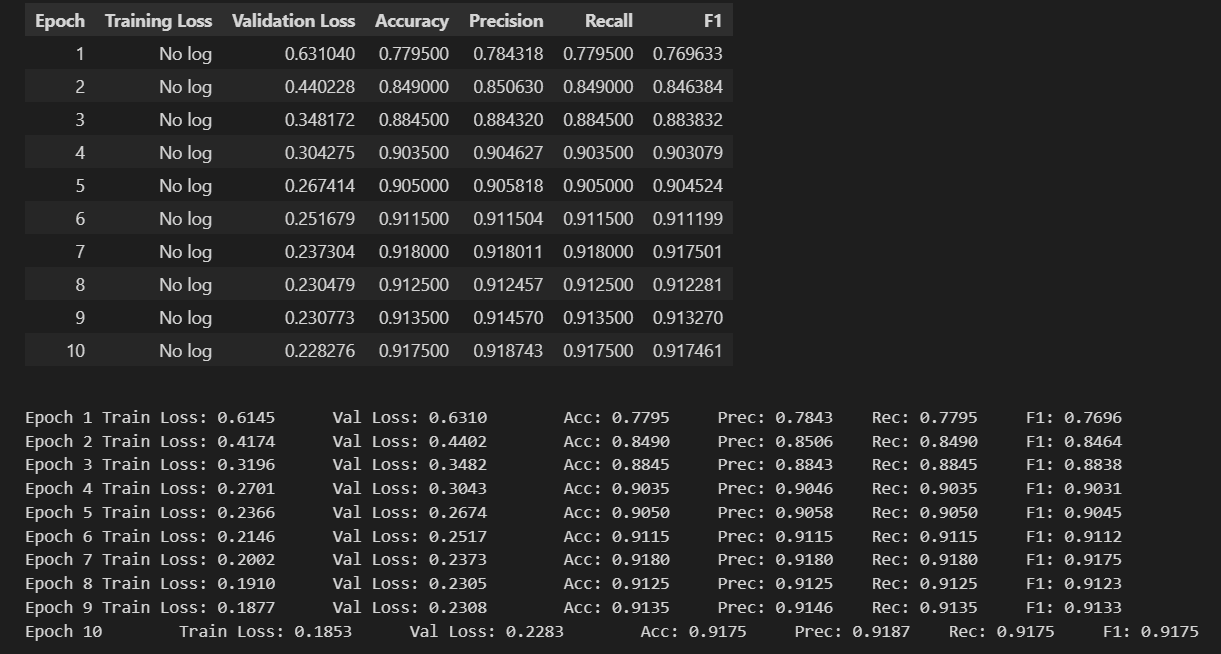 Epoch Training Loss Validation Loss Accuracy Precision Recall F1
1 No log 0.631040 0.779500 0.784318 0.779500 0.769633
2 No log 0.440228 0.849000 0.850630 0.849000 0.846384
3 No log 0.348172 0.884500 0.884320 0.884500 0.883832
4 No log 0.304275 0.903500 0.904627 0.903500 0.903079
5 No log 0.267414 0.905000 0.905818 0.905000 0.904524
6 No log 0.251679 0.911500 0.911504 0.911500 0.911199
7 No log 0.237304 0.918000 0.918011 0.918000 0.917501
8 No log 0.230479 0.912500 0.912457 0.912500 0.912281
9 No log 0.230773 0.913500 0.914570 0.913500 0.913270
10 No log 0.228276 0.917500 0.918743 0.917500 0.917461
Epoch 1 Train Loss: 0.6145 Val Loss: 0.6310 Acc: 0.7795 Prec: 0.7843 Rec: 0.7795 F1: 0.7696
Epoch 2 Train Loss: 0.4174 Val Loss: 0.4402 Acc: 0.8490 Prec: 0.8506 Rec: 0.8490 F1: 0.8464
Epoch 3 Train Loss: 0.3196 Val Loss: 0.3482 Acc: 0.8845 Prec: 0.8843 Rec: 0.8845 F1: 0.8838
Epoch 4 Train Loss: 0.2701 Val Loss: 0.3043 Acc: 0.9035 Prec: 0.9046 Rec: 0.9035 F1: 0.9031
Epoch 5 Train Loss: 0.2366 Val Loss: 0.2674 Acc: 0.9050 Prec: 0.9058 Rec: 0.9050 F1: 0.9045
Epoch 6 Train Loss: 0.2146 Val Loss: 0.2517 Acc: 0.9115 Prec: 0.9115 Rec: 0.9115 F1: 0.9112
Epoch 7 Train Loss: 0.2002 Val Loss: 0.2373 Acc: 0.9180 Prec: 0.9180 Rec: 0.9180 F1: 0.9175
Epoch 8 Train Loss: 0.1910 Val Loss: 0.2305 Acc: 0.9125 Prec: 0.9125 Rec: 0.9125 F1: 0.9123
Epoch 9 Train Loss: 0.1877 Val Loss: 0.2308 Acc: 0.9135 Prec: 0.9146 Rec: 0.9135 F1: 0.9133
Epoch 10 Train Loss: 0.1853 Val Loss: 0.2283 Acc: 0.9175 Prec: 0.9187 Rec: 0.9175 F1: 0.9175